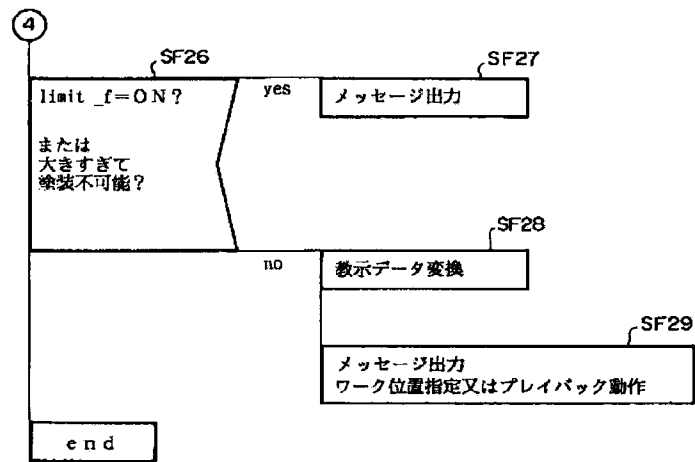 4
SF26
SF27
limit _f=ON?
yes
メッセージ出力
または
大きすぎて
塗装不可能?
SF28
no
教示データ変換
SF29
メッセージ出力
ワーク位置指定又はプレイバック動作
end